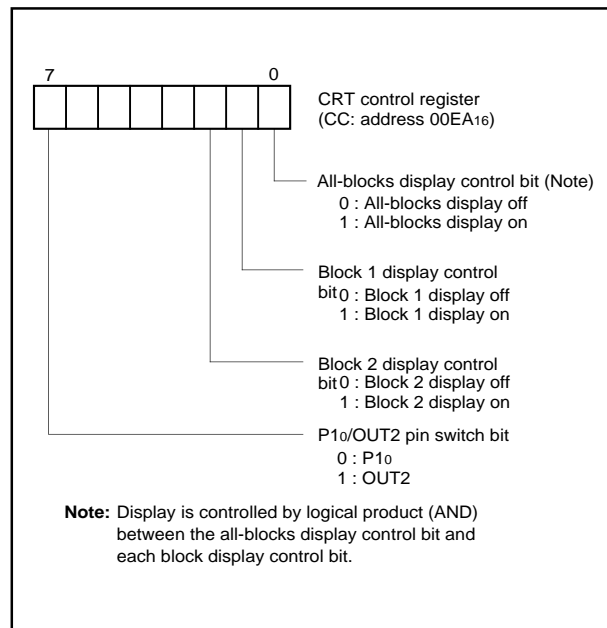 7 0
CRT control register
(CC: address 00EA16)
All-blocks display control bit (Note)
0 : All-blocks display off
1 : All-blocks display on
Block 1 display control
bit
0 : Block 1 display off
1 : Block 1 display on
Block 2 display control
bit
0 : Block 2 display off
1 : Block 2 display on
P10/OUT2 pin switch bit
0 : P10
1 : OUT2
Note: Display is controlled by logical product (AND)
between the all-blocks display control bit and
each block display control bit.